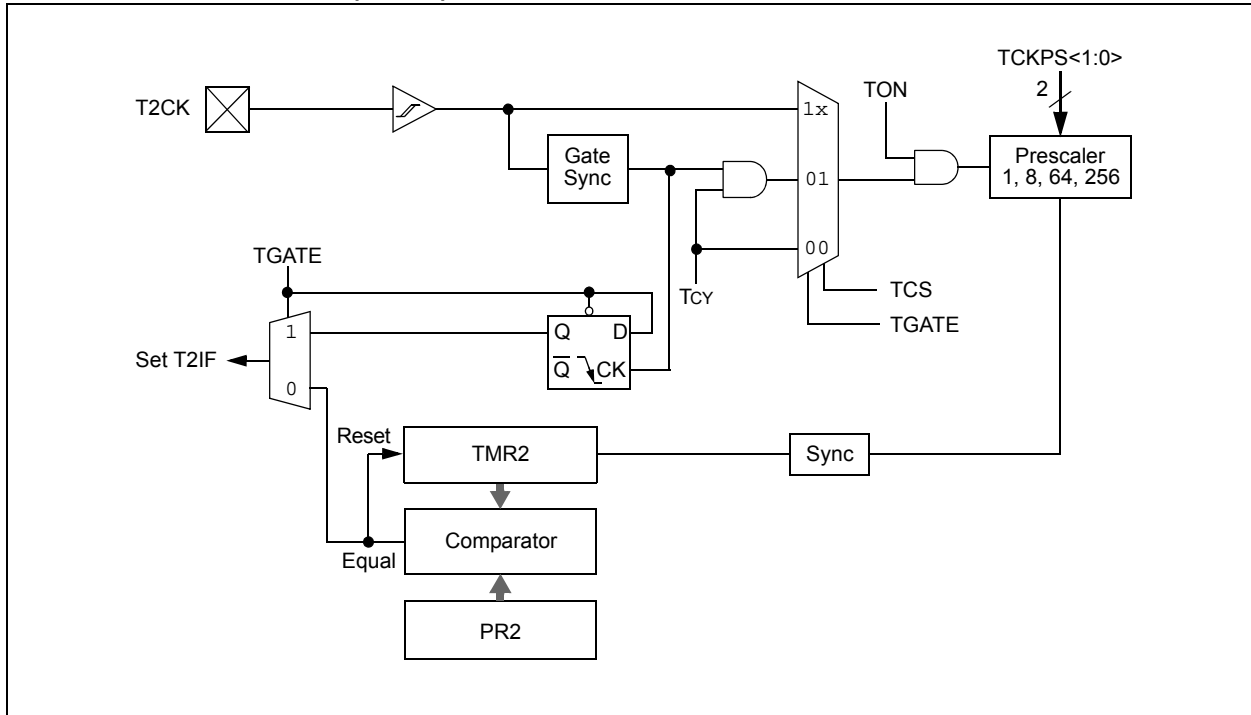 TCKPS<1:0>
2
T2CK
TON
1x
Gate
Sync
Prescaler
1, 8, 64, 256
01
00
TGATE
TCY
TCS
TGATE
1
Q
D
Set T2IF
Q
CK
0
Reset
TMR2
Sync
Equal
Comparator
PR2